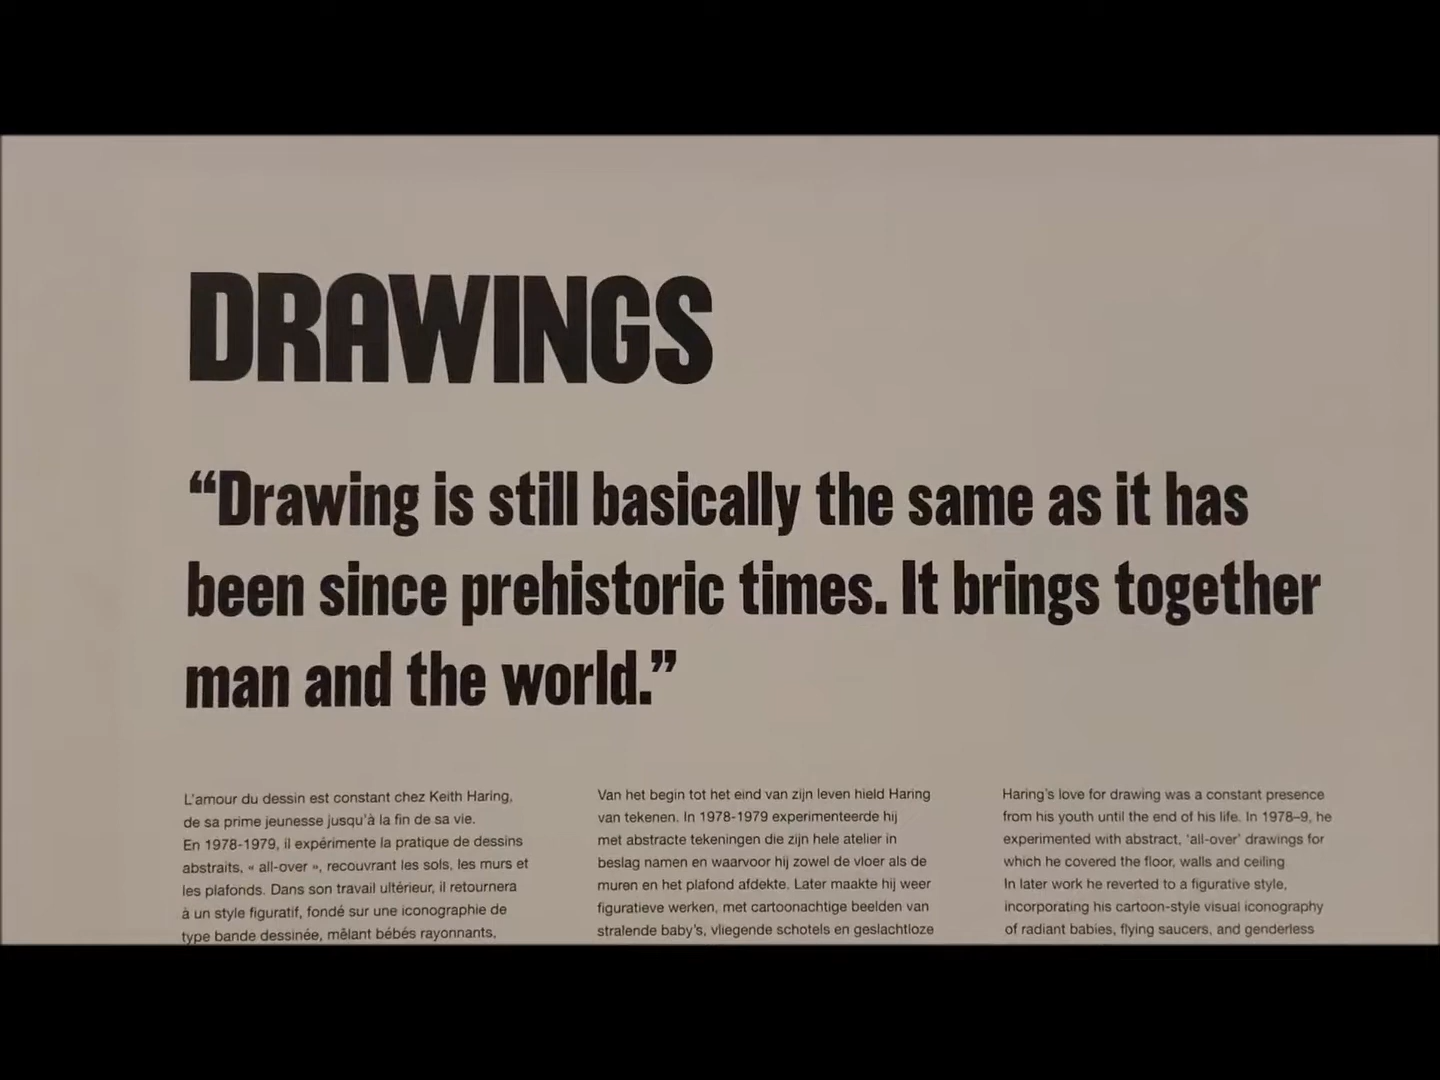 DRAWINGS
“Drawing is still basically the same as it has
been since prehistoric times. It brings together
man and the world.”
L'amour du dessin est constant chez Keith Haring,
de sa prime jeunesse jusqu'à la fin de sa vie.
En 1978-1979, il expérimente la pratique de dessins
abstraits, « all-over », recouvrant les sols, les murs et
les plafonds. Dans son travail ultérieur, il retournera
à un style figuratif, fondé sur une iconographie de
type bande dessinée, mêlant bébés rayonnants,
Van het begin tot het eind van zijn leven hield Haring
van tekenen. In 1978-1979 experimenteerde hij
met abstracte tekeningen die zijn hele atelier in
beslag namen en waarvoor hij zowel de vloer als de
muren en het plafond afdekte. Later maakte hij weer
figuratieve werken, met cartoonachtige beelden van
stralende baby's, vliegende schotels en geslachtloze
Haring's love for drawing was a constant presence
from his youth until the end of his life. In 1978–9, he
experimented with abstract, 'all-over' drawings for
which he covered the floor, walls and ceiling
In later work he reverted to a figurative style,
incorporating his cartoon-style visual iconography
of radiant babies, flying saucers, and genderless